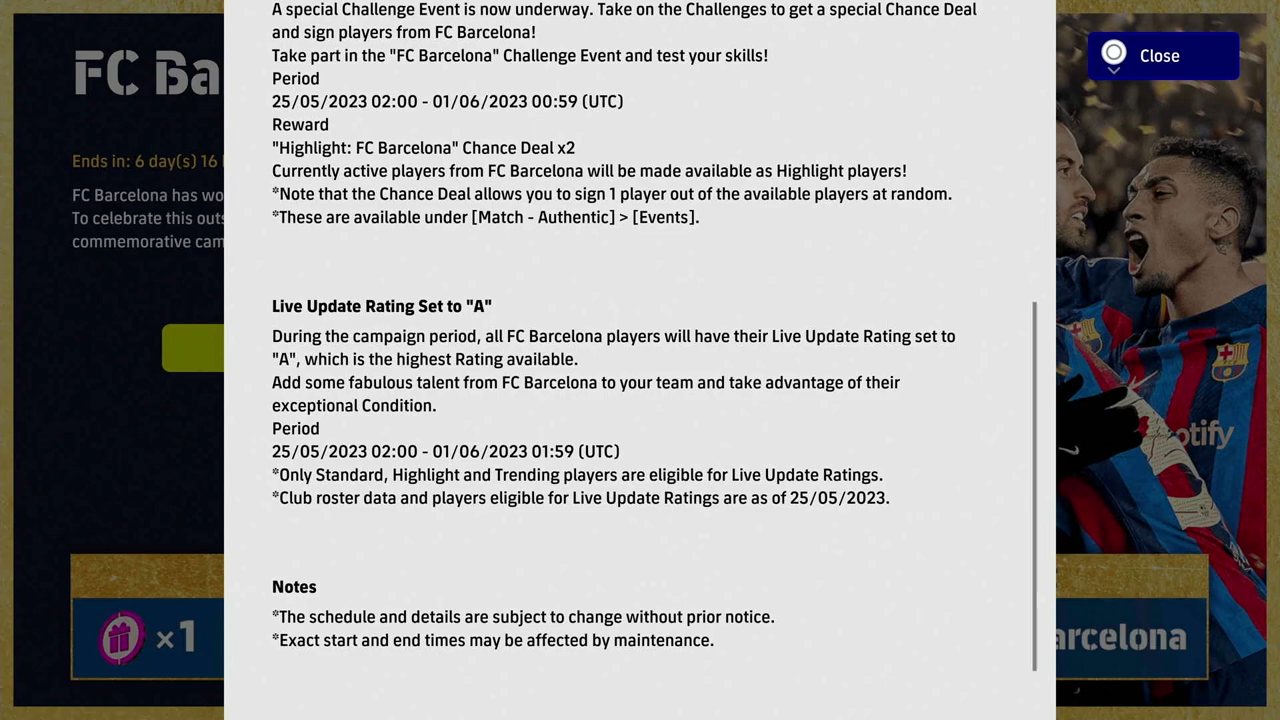 A special Challenge Event is now underway. Take on the Challenges to get a special Chance Deal
and sign players from FC Barcelona!
Take part in the "FC Barcelona" Challenge Event and test your skills!
Period
25/05/2023 02:00 - 01/06/2023 00:59 (UTC)
Reward
"Highlight: FC Barcelona" Chance Deal x2
Currently active players from FC Barcelona will be made available as Highlight players!
*Note that the Chance Deal allows you to sign 1 player out of the available players at random.
*These are available under [Match - Authentic] > [Events].
Close
FC Ba
Ends in: 6 day(s) 16
FC Barcelona has wo
To celebrate this outs
commemorative cam
Live Update Rating Set to "A"
During the campaign period, all FC Barcelona players will have their Live Update Rating set to
"A", which is the highest Rating available.
Add some fabulous talent from FC Barcelona to your team and take advantage of their
exceptional Condition.
Period
25/05/2023 02:00 - 01/06/2023 01:59 (UTC)
*Only Standard, Highlight and Trending players are eligible for Live Update Ratings.
*Club roster data and players eligible for Live Update Ratings are as of 25/05/2023.
Notes
*The schedule and details are subject to change without prior notice.
*Exact start and end times may be affected by maintenance.
×1
arcelona
otify